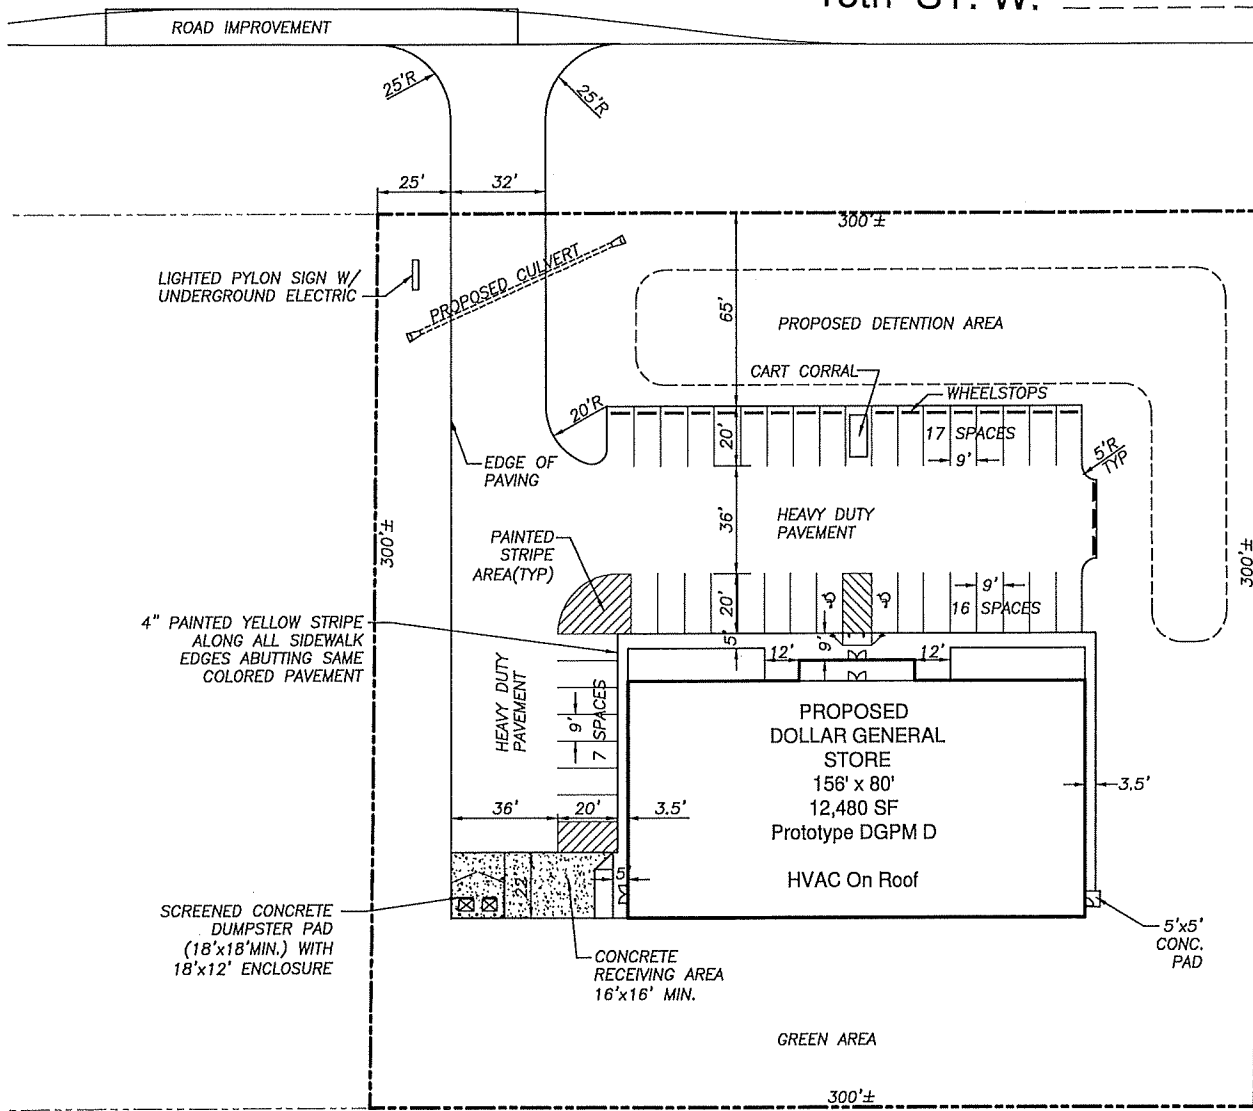 ST. W.
ROAD IMPROVEMENT
25'R
25'R
25'
32'
300'±
LIGHTED PYLON SIGN W/
UNDERGROUND ELECTRIC
PROPOSED CULVERT
65'
PROPOSED DETENTION AREA
CART CORRAL
WHEELSTOPS
20'R
20'
17 SPACES
9'
5'R
TYP
EDGE OF
PAVING
300'±
36'
HEAVY DUTY
PAVEMENT
300'±
PAINTED
STRIPE
AREA(TYP)
20'
9'
16 SPACES
4" PAINTED YELLOW STRIPE
ALONG ALL SIDEWALK
EDGES ABUTTING SAME
COLORED PAVEMENT
5'
12'
9'
12'
HEAVY DUTY
PAVEMENT
9'
7 SPACES
PROPOSED
DOLLAR GENERAL
STORE
156' x 80'
12,480 SF
Prototype DGPM D
HVAC On Roof
3.5'
36'
20'
3.5'
22'
5'
SCREENED CONCRETE
DUMPSTER PAD
(18'x18'MIN.) WITH
18'x12' ENCLOSURE
CONCRETE
RECEIVING AREA
16'x16' MIN.
5'x5'
CONC.
PAD
GREEN AREA
300'±